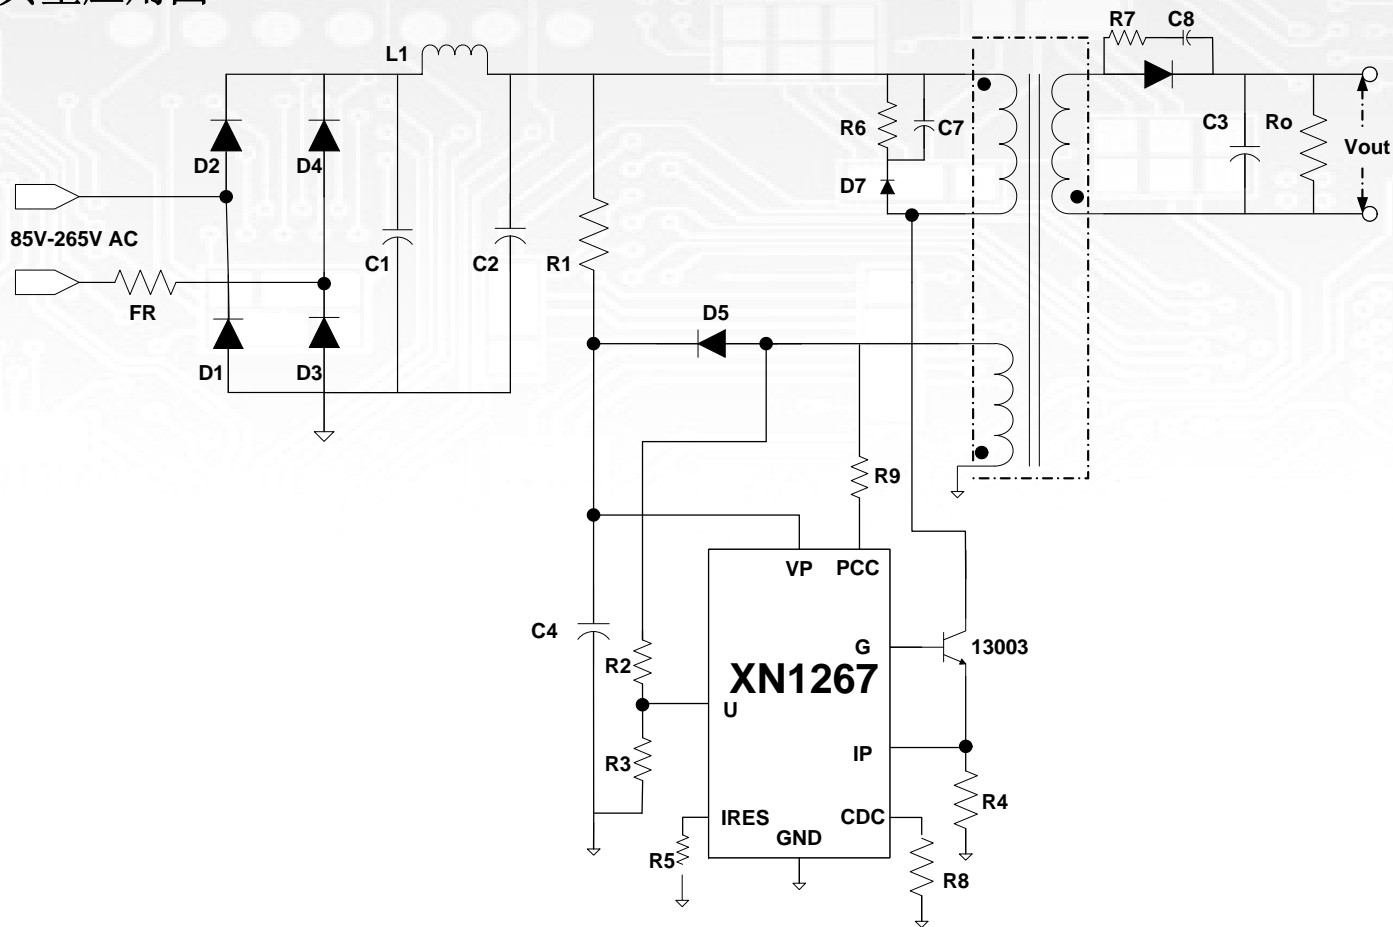 L1
R7 C8
D2 D4
R6 C7
C3 Ro
Vout
D7
85V-265V AC
C1 C2 R1
FR
D5
D1 D3
R9
VP PCC
C4
G 13003
R2
XN1267
U
R3
IP
R4
IRES CDC
GND
R5
R8